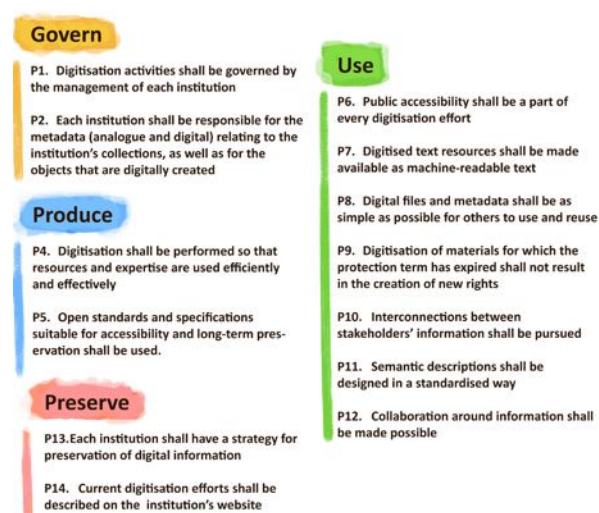 Govern
P1. Digitisation activities shall be governed by
the management of each institution
P2. Each institution shall be responsible for the
metadata (analogue and digital) relating to the
institution's collections, as well as for the
objects that are digitally created
Produce
P4. Digitisation shall be performed so that
resources and expertise are used efficiently
and effectively
P5. Open standards and specifications
suitable for accessibility and long-term pres-
ervation shall be used.
Preserve
P13.Each institution shall have a strategy for
preservation of digital information
P14. Current digitisation efforts shall be
described on the institution's website
Use
P6. Public accessibility shall be a part of
every digitisation effort
P7. Digitised text resources shall be made
available as machine-readable text
P8. Digital files and metadata shall be as
simple as possible for others to use and reuse
P9. Digitisation of materials for which the
protection term has expired shall not result
in the creation of new rights
P10. Interconnections between
stakeholders' information shall be pursued
P11. Semantic descriptions shall be
designed in a standardised way
P12. Collaboration around information shall
be made possible